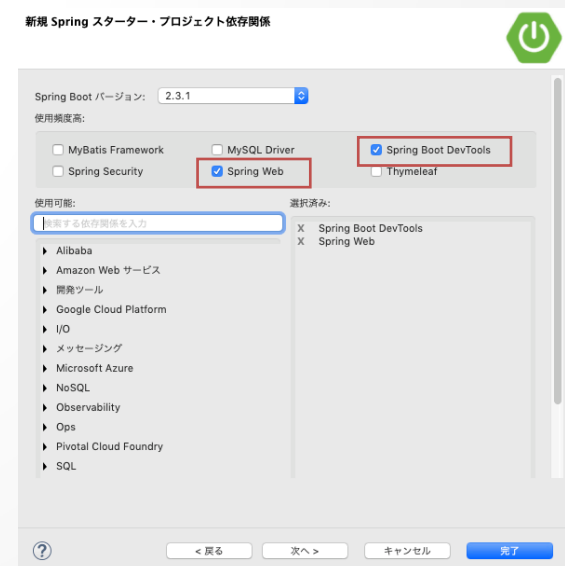 新規 Spring スターター・プロジェクト依存関係
Spring Boot バージョン: 2.3.1
使用頻度高:
MyBatis Framework MySQL Driver Spring Boot DevTools
Spring Security Spring Web Thymeleaf
使用可能: 選択済み:
検索する依存関係を入力
X Spring Boot DevTools
X Spring Web
Alibaba
Amazon Web サービス
開発ツール
Google Cloud Platform
I/O
メッセージング
Microsoft Azure
NoSQL
Observability
Ops
Pivotal Cloud Foundry
SQL
? < 戻る 次へ > キャンセル 完了